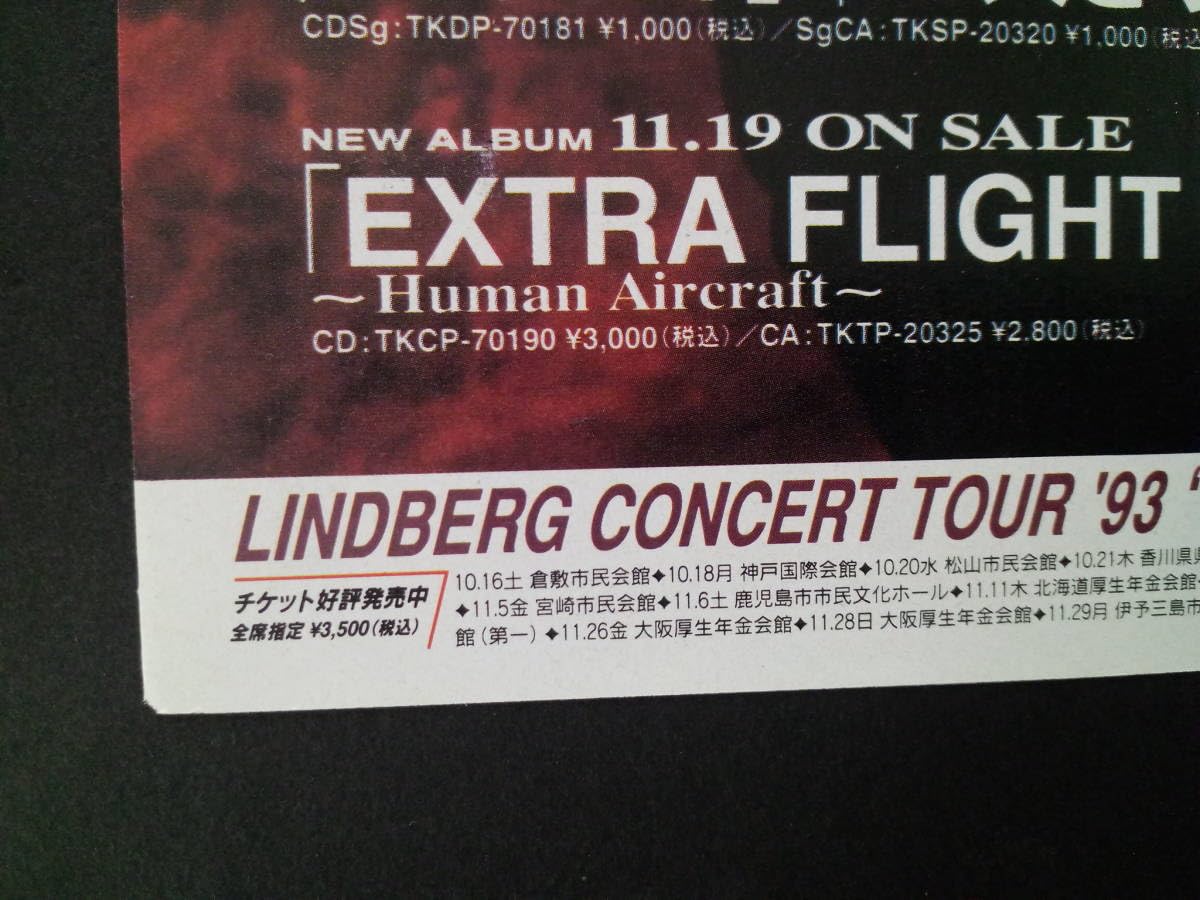 CDSg:TKDP-70181 ¥1,000(税込)／SgCA:TKSP-20320 ¥1,000(税込
NEW ALBUM 11.19 ON SALE
「EXTRA FLIGHT
～Human Aircraft～
CD:TKCP-70190 ¥3,000(税込)／CA:TKTP-20325 ¥2.800(税込)
LINDBERG CONCERT TOUR '93 "
チケット好評発売中
全席指定 ¥3,500(税込)
10.16土 倉敷市民会館◆10.18月 神戸国際会館◆10.20水 松山市民会館◆10.21木 香川県
◆11.5金 宮崎市民会館◆11.6土 鹿児島市市民文化ホール◆11.11木 北海道厚生年金会館
館(第一)◆11.26金 大阪厚生年金会館◆11.28日 大阪厚生年金会館◆11.29月 伊予三島市